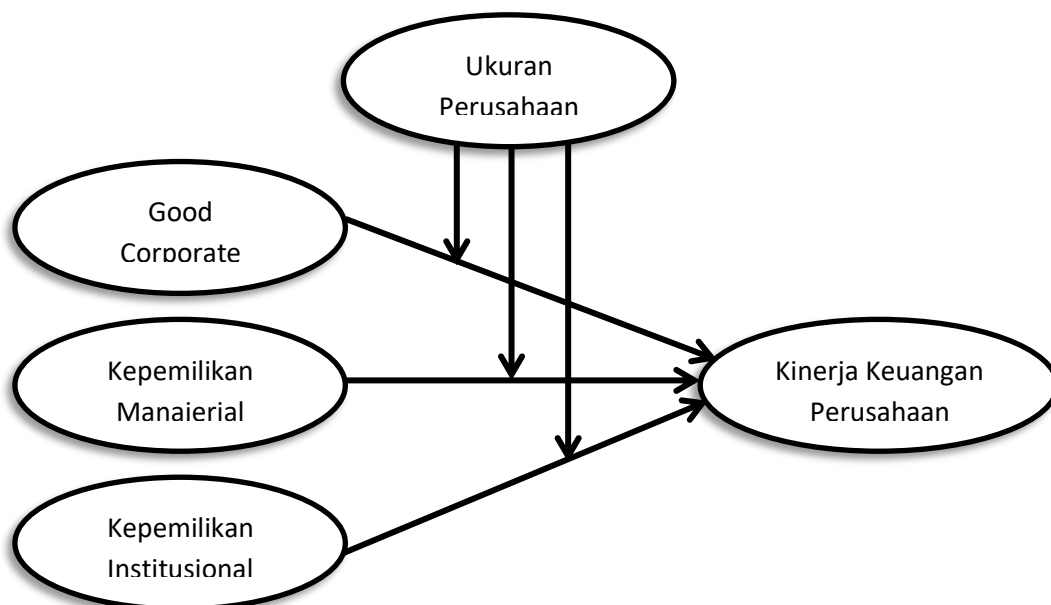 Ukuran
Perusahaan
Good
Corporate
Kepemilikan
Manajerial
Kinerja Keuangan
Perusahaan
Kepemilikan
Institusional